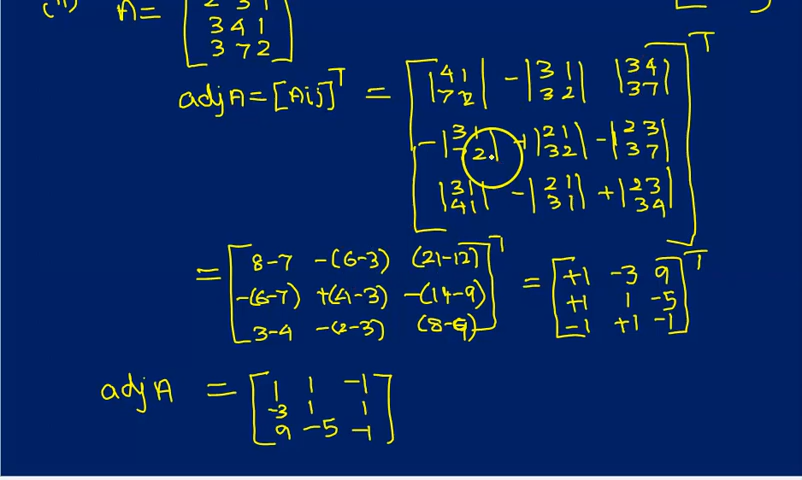 (ii) A = [2 3 1
3 4 1
3 7 2]
adj A = [Aij]^T = [ |4 1 / 7 2| -|3 1 / 3 2| |3 4 / 3 7|
-|3 1 / 7 2| +|2 1 / 3 2| -|2 3 / 3 7|
|3 1 / 4 1| -|2 1 / 3 1| +|2 3 / 3 4| ]^T
= [ 8-7 -(6-3) (21-12)
-(6-7) +(4-3) -(14-9)
3-4 -(2-3) (8-9) ]^T = [ +1 -3 9
+1 1 -5
-1 +1 -1 ]^T
adj A = [ 1 1 -1
-3 1 1
9 -5 -1 ]